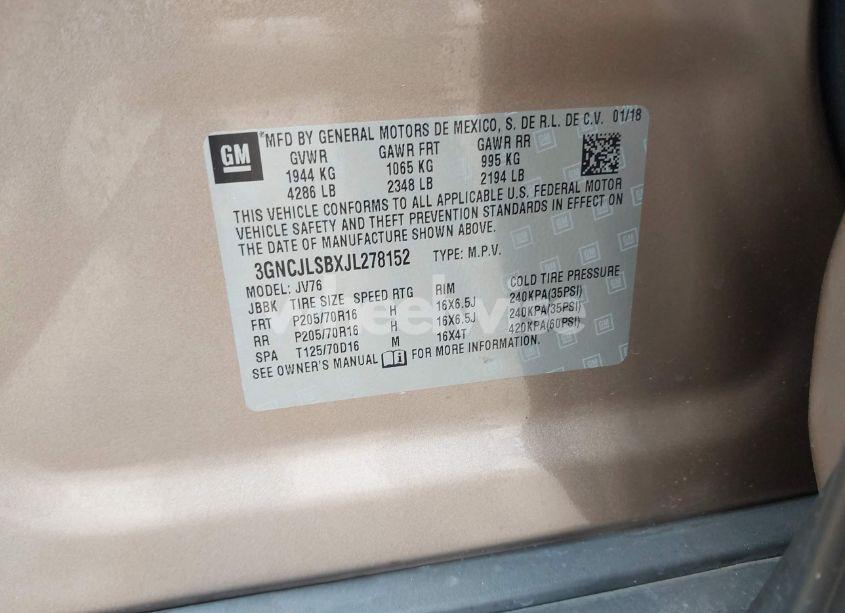 GM
*MFD BY GENERAL MOTORS DE MEXICO, S. DE R.L. DE C.V. 01/18
GVWR GAWR FRT GAWR RR
1944 KG 1065 KG 995 KG
4286 LB 2348 LB 2194 LB
THIS VEHICLE CONFORMS TO ALL APPLICABLE U.S. FEDERAL MOTOR
VEHICLE SAFETY AND THEFT PREVENTION STANDARDS IN EFFECT ON
THE DATE OF MANUFACTURE SHOWN ABOVE.
3GNCJLSBXJL278152 TYPE: M.P.V.
MODEL: JV76
JBBK TIRE SIZE SPEED RTG RIM COLD TIRE PRESSURE
FRT P205/70R16 H 16X6.5J 240KPA(35PSI)
RR P205/70R16 H 16X6.5J 240KPA(35PSI)
SPA T125/70D16 M 16X4T 420KPA(60PSI)
SEE OWNER'S MANUAL FOR MORE INFORMATION.
wheelwire